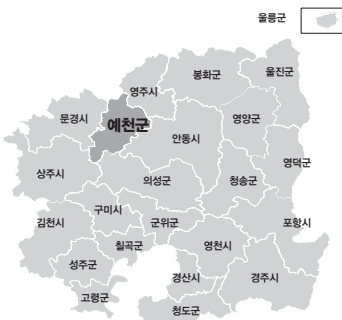 울릉군
봉화군
울진군
영주시
문경시
예천군
영양군
안동시
영덕군
상주시
의성군
청송군
구미시
김천시
군위군
포항시
칠곡군
영천시
성주군
경산시
경주시
고령군
청도군